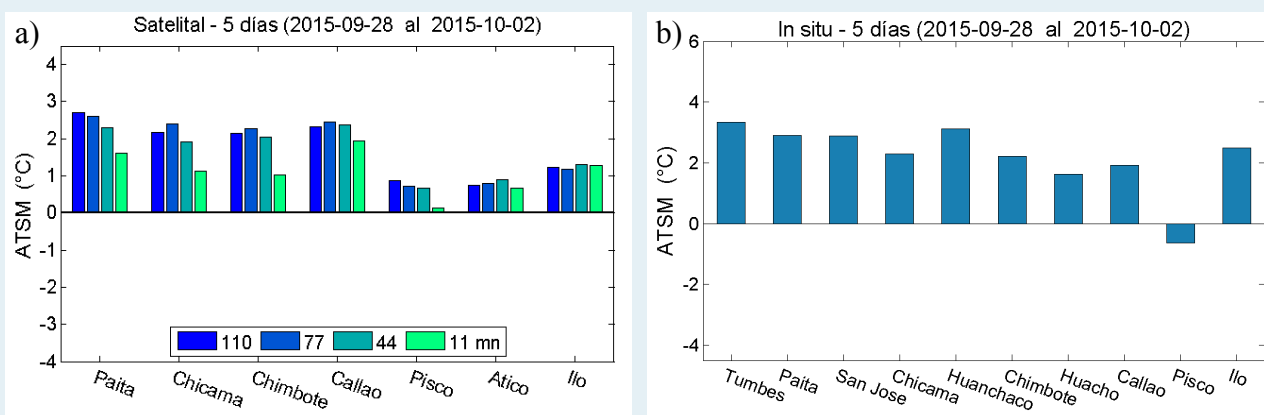 a)
Satelital - 5 días (2015-09-28 al 2015-10-02)
ATSM (°C)
4
3
2
1
0
-1
-2
-3
-4
110 77 44 11 mn
Paita Chicama Chimbote Callao Pisco Atico Ilo
b)
In situ - 5 días (2015-09-28 al 2015-10-02)
ATSM (°C)
6
4
2
0
-2
-4
Tumbes Paita San Jose Chicama Huanchaco Chimbote Huacho Callao Pisco Ilo